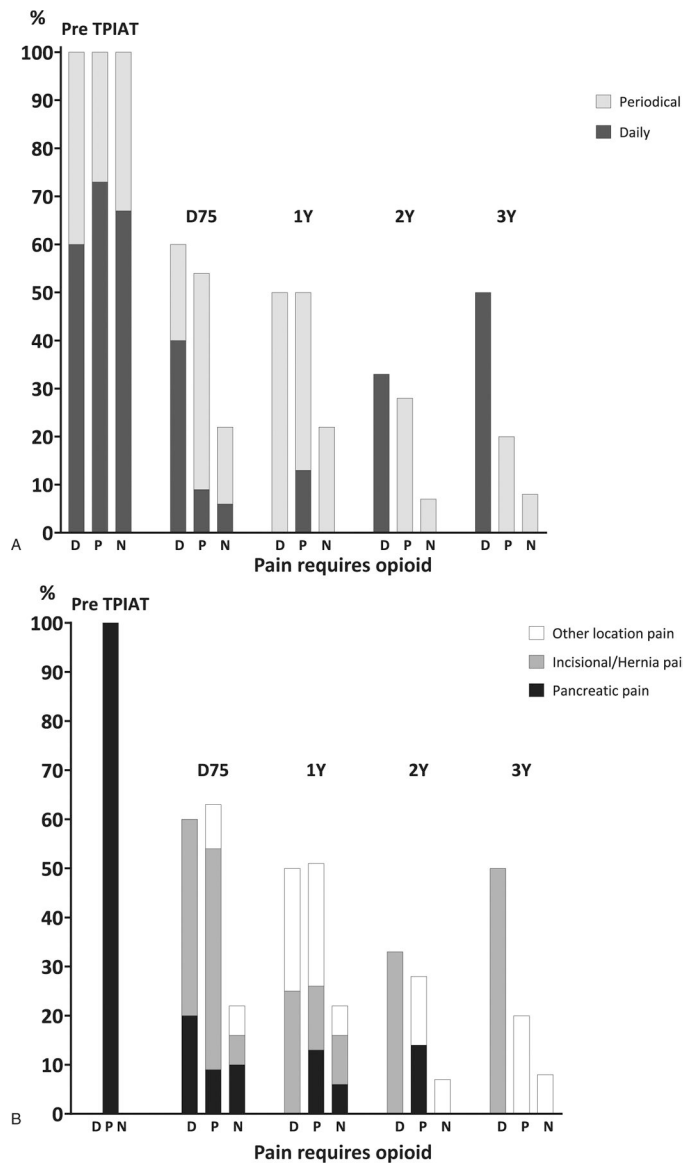 %
Pre TPIAT
100
90
80
70
60
50
40
30
20
10
0
Periodical
Daily
D75
1Y
2Y
3Y
D P N D P N D P N D P N D P N
Pain requires opioid
A
%
Pre TPIAT
100
90
80
70
60
50
40
30
20
10
0
Other location pain
Incisional/Hernia pai
Pancreatic pain
D75
1Y
2Y
3Y
D P N D P N D P N D P N D P N
Pain requires opioid
B